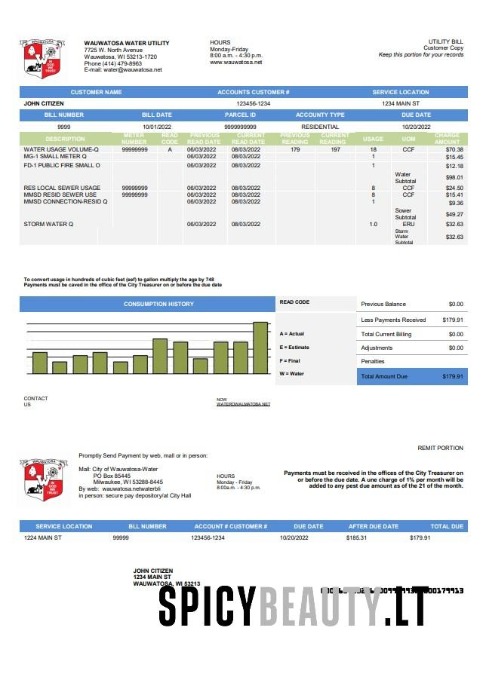 WAUWATOSA WATER UTILITY
7725 W. North Avenue
Wauwatosa, WI 53213-1720
Phone (414) 479-8963
E-mail: water@wauwatosa.net
HOURS
Monday-Friday
8:00 a.m. - 4:30 p.m.
www.wauwatosa.net
UTILITY BILL
Customer Copy
Keep this portion for your records
CUSTOMER NAME ACCOUNTS CUSTOMER # SERVICE LOCATION
JOHN CITIZEN 123456-1234 1234 MAIN ST
BILL NUMBER BILL DATE PARCEL ID ACCOUNTY TYPE DUE DATE
9999 10/01/2022 9999999999 RESIDENTIAL 10/20/2022
DESCRIPTION METER NUMBER READ CODE PREVIOUS READ DATE CURRENT READ DATE PREVIOUS READING CURRENT READING USAGE UOM CHARGE AMOUNT
WATER USAGE VOLUME-Q 99999999 A 06/03/2022 08/03/2022 179 197 18 CCF $70.38
MG-1 SMALL METER Q 06/03/2022 08/03/2022 1 $15.45
FD-1 PUBLIC FIRE SMALL O 06/03/2022 08/03/2022 1 $12.18
Water Subtotal $98.01
RES LOCAL SEWER USAGE 99999999 06/03/2022 08/03/2022 8 CCF $24.50
MMSD RESID SEWER USE 99999999 06/03/2022 08/03/2022 8 CCF $15.41
MMSD CONNECTION-RESID Q 06/03/2022 08/03/2022 1 $9.36
Sower Subtotal $49.27
STORM WATER Q 06/03/2022 08/03/2022 1.0 ERU $32.63
Storm Water Subtotal $32.63
To convert usage in hundreds of cubic feet (aef) to gallon multiply the age by 748
Payments must be caved in the office of the City Treasurer on or before the due date
CONSUMPTION HISTORY
READ CODE
A = Actual
E = Estimate
F = Final
W = Water
Previous Balance $0.00
Less Payments Received $179.91
Total Current Billing $0.00
Adjustments $0.00
Penalties
Total Amount Due $179.91
CONTACT
US
NOW
WATER@WAUWATOSA.NET
REMIT PORTION
Promptly Send Payment by web, mall or in person:
Mall: City of Wauwatosa-Water
PO Box 85445
Milwaukee, WI 53288-8445
By web: wauwatosa.netwaterbli
in person: secure pay depository/at City Hall
HOURS
Monday - Friday
8:00a.m. - 4:30 p.m.
Payments must be received in the offices of the City Treasurer on
or before the due date. A une charge of 1% per month will be
added to any pest due amount as of the 21 of the month.
SERVICE LOCATION BLL NUMBER ACCOUNT # CUSTOMER # DUE DATE AFTER DUE DATE TOTAL DUE
1224 MAIN ST 99999 123456-1234 10/20/2022 $185.31 $179.91
JOHN CITIZEN
1234 MAIN ST
WAUWATOSA, WI 53213
SPICYBEAUTY.LT